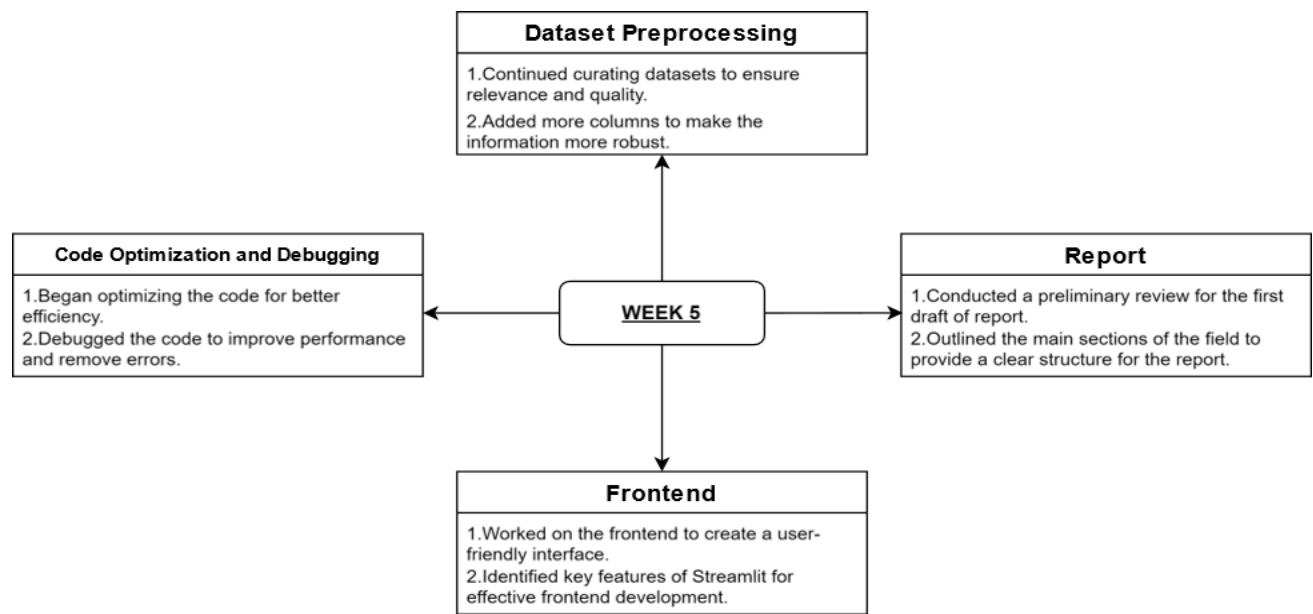 Dataset Preprocessing
1.Continued curating datasets to ensure
relevance and quality.
2.Added more columns to make the
information more robust.
Code Optimization and Debugging
1.Began optimizing the code for better
efficiency.
2.Debugged the code to improve performance
and remove errors.
WEEK 5
Report
1.Conducted a preliminary review for the first
draft of report.
2.Outlined the main sections of the field to
provide a clear structure for the report.
Frontend
1.Worked on the frontend to create a user-
friendly interface.
2.Identified key features of Streamlit for
effective frontend development.